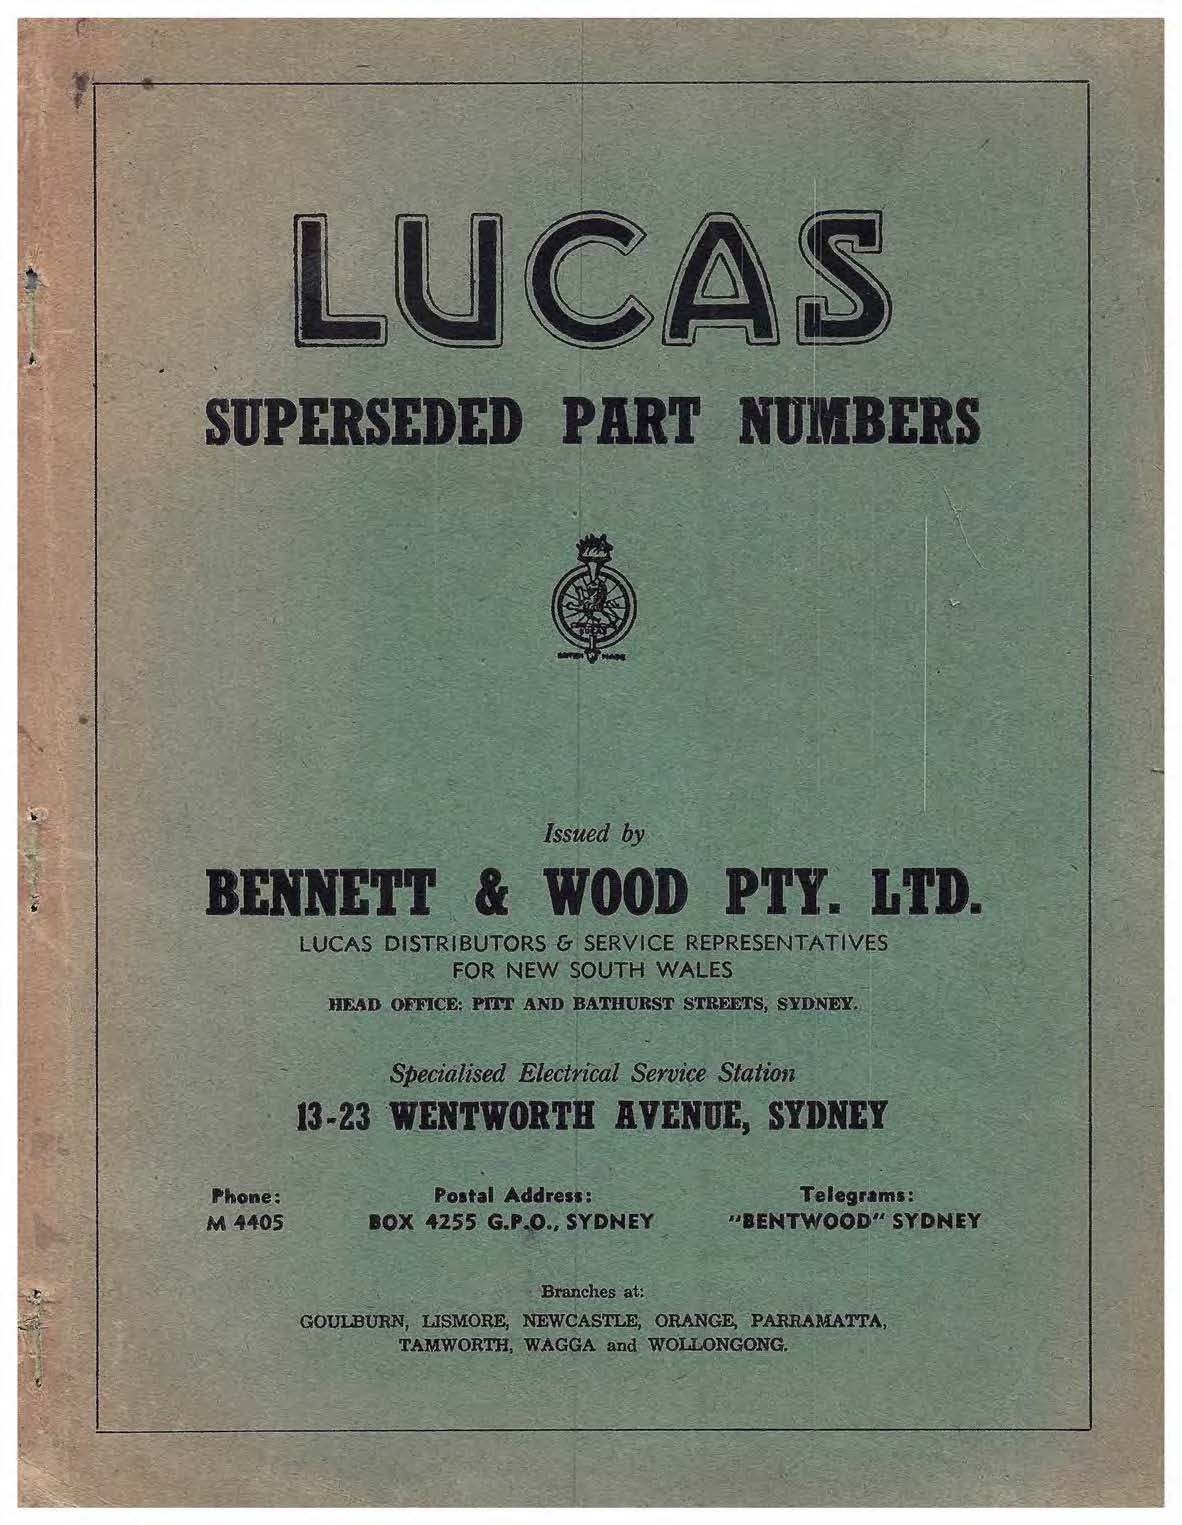 LUCAS
SUPERSEDED PART NUMBERS
LUCAS
MADE
Issued by
BENNETT & WOOD PTY. LTD.
LUCAS DISTRIBUTORS & SERVICE REPRESENTATIVES
FOR NEW SOUTH WALES
HEAD OFFICE: PITT AND BATHURST STREETS, SYDNEY.
Specialised Electrical Service Station
13-23 WENTWORTH AVENUE, SYDNEY
Phone: Postal Address: Telegrams:
M 4405 BOX 4255 G.P.O., SYDNEY "BENTWOOD" SYDNEY
Branches at:
GOULBURN, LISMORE, NEWCASTLE, ORANGE, PARRAMATTA,
TAMWORTH, WAGGA and WOLLONGONG.